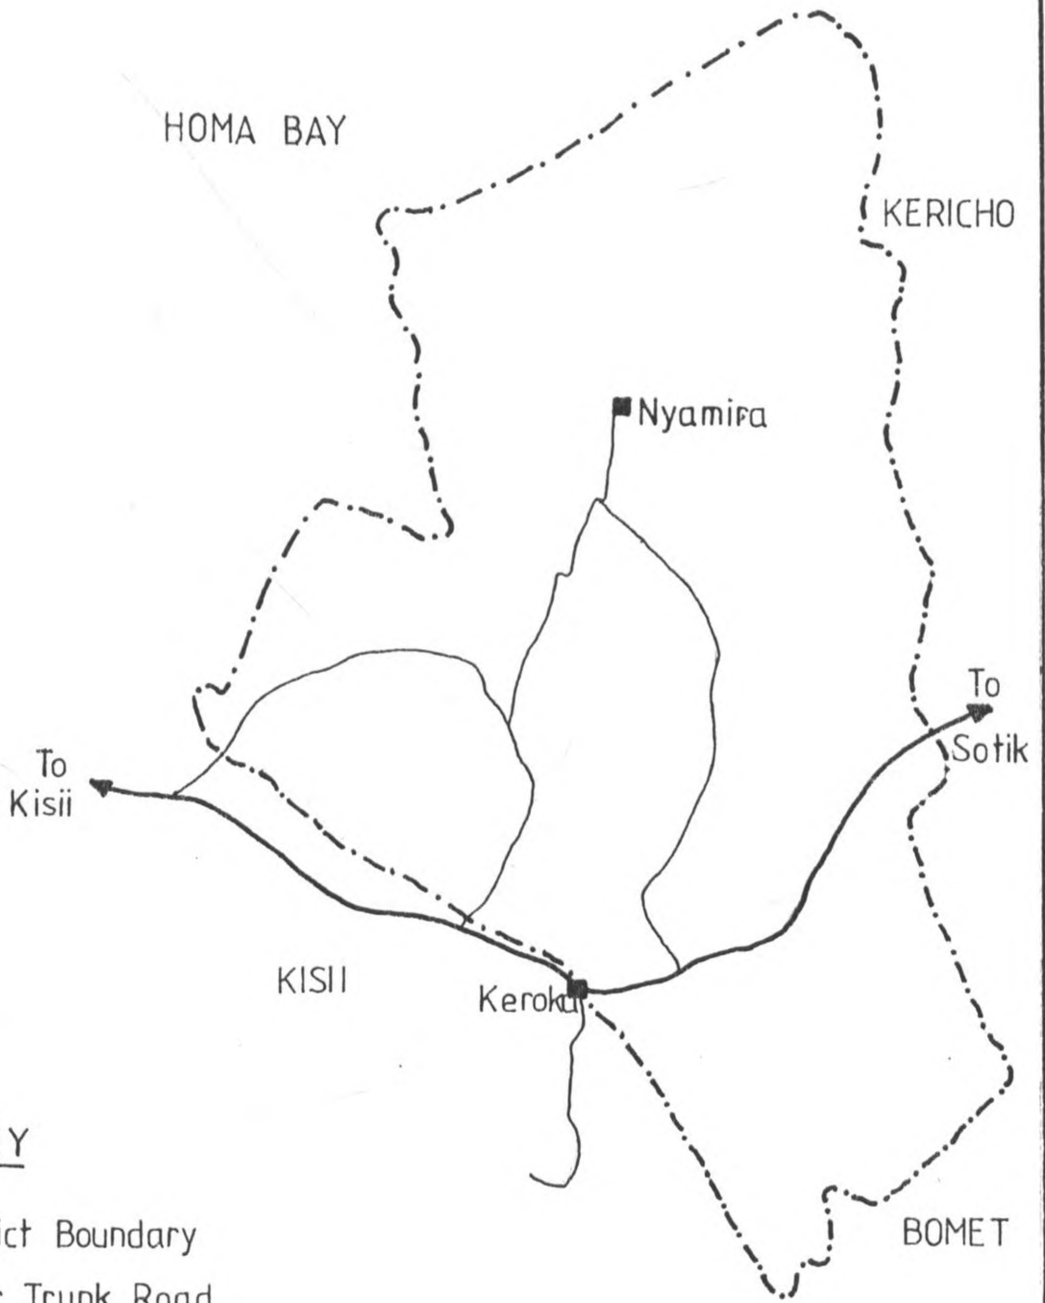 HOMA BAY
KERICHO
Nyamira
To
Sotik
To
Kisii
KISII
Keroka
Y
ict Boundary
Trunk Road
BOMET